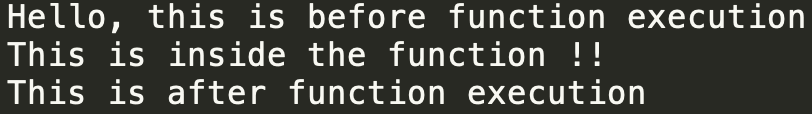 Hello, this is before function execution
This is inside the function !!
This is after function execution